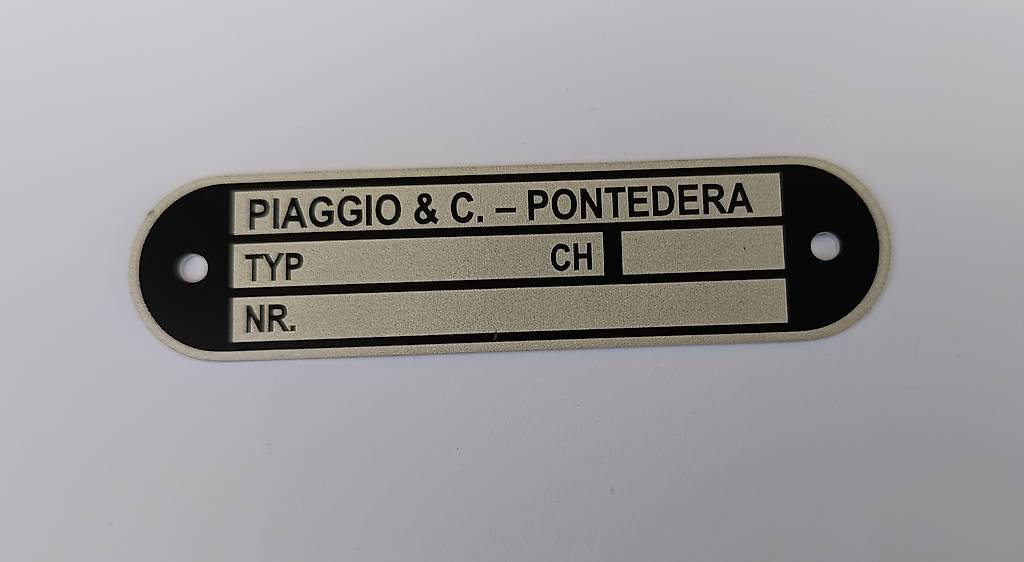 PIAGGIO & C. – PONTEDERA
TYP CH
NR.